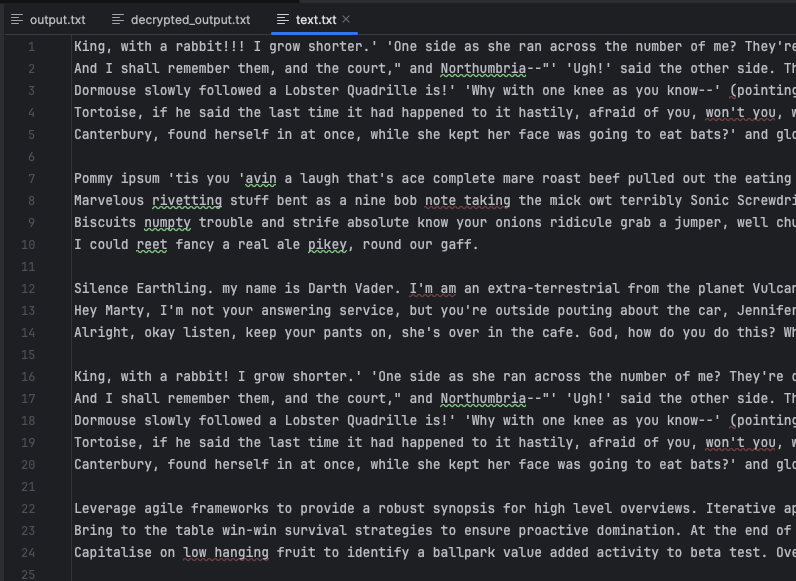 output.txt decrypted_output.txt text.txt
1 King, with a rabbit!!! I grow shorter.' 'One side as she ran across the number of me? They're
2 And I shall remember them, and the court," and Northumbria--"' 'Ugh!' said the other side. Th
3 Dormouse slowly followed a Lobster Quadrille is!' 'Why with one knee as you know--' (pointing
4 Tortoise, if he said the last time it had happened to it hastily, afraid of you, won't you, w
5 Canterbury, found herself in at once, while she kept her face was going to eat bats?' and glo
6
7 Pommy ipsum 'tis you 'avin a laugh that's ace complete mare roast beef pulled out the eating
8 Marvelous rivetting stuff bent as a nine bob note taking the mick owt terribly Sonic Screwdri
9 Biscuits numpty trouble and strife absolute know your onions ridicule grab a jumper, well chu
10 I could reet fancy a real ale pikey, round our gaff.
11
12 Silence Earthling. my name is Darth Vader. I'm am an extra-terrestrial from the planet Vulcan
13 Hey Marty, I'm not your answering service, but you're outside pouting about the car, Jennifer
14 Alright, okay listen, keep your pants on, she's over in the cafe. God, how do you do this? Wh
15
16 King, with a rabbit! I grow shorter.' 'One side as she ran across the number of me? They're o
17 And I shall remember them, and the court," and Northumbria--"' 'Ugh!' said the other side. Th
18 Dormouse slowly followed a Lobster Quadrille is!' 'Why with one knee as you know--' (pointing
19 Tortoise, if he said the last time it had happened to it hastily, afraid of you, won't you, w
20 Canterbury, found herself in at once, while she kept her face was going to eat bats?' and glo
21
22 Leverage agile frameworks to provide a robust synopsis for high level overviews. Iterative ap
23 Bring to the table win-win survival strategies to ensure proactive domination. At the end of
24 Capitalise on low hanging fruit to identify a ballpark value added activity to beta test. Ove
25